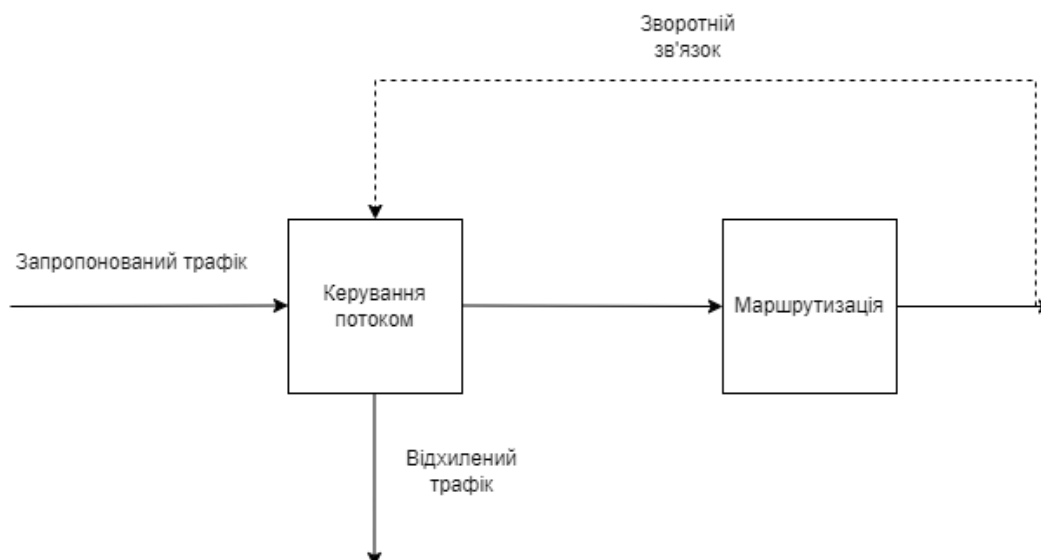 Зворотній
зв'язок
Запропонований трафік
Керування
потоком
Маршрутизація
Відхилений
трафік